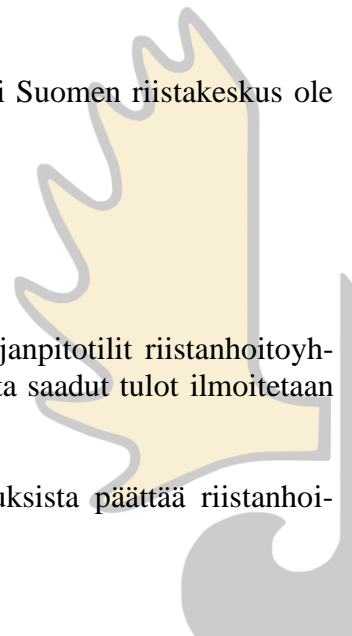 i Suomen riistakeskus ole
janpitotilit riistanhoitoyh-
ta saadut tulot ilmoitetaan
uksista päättää riistanhoi-